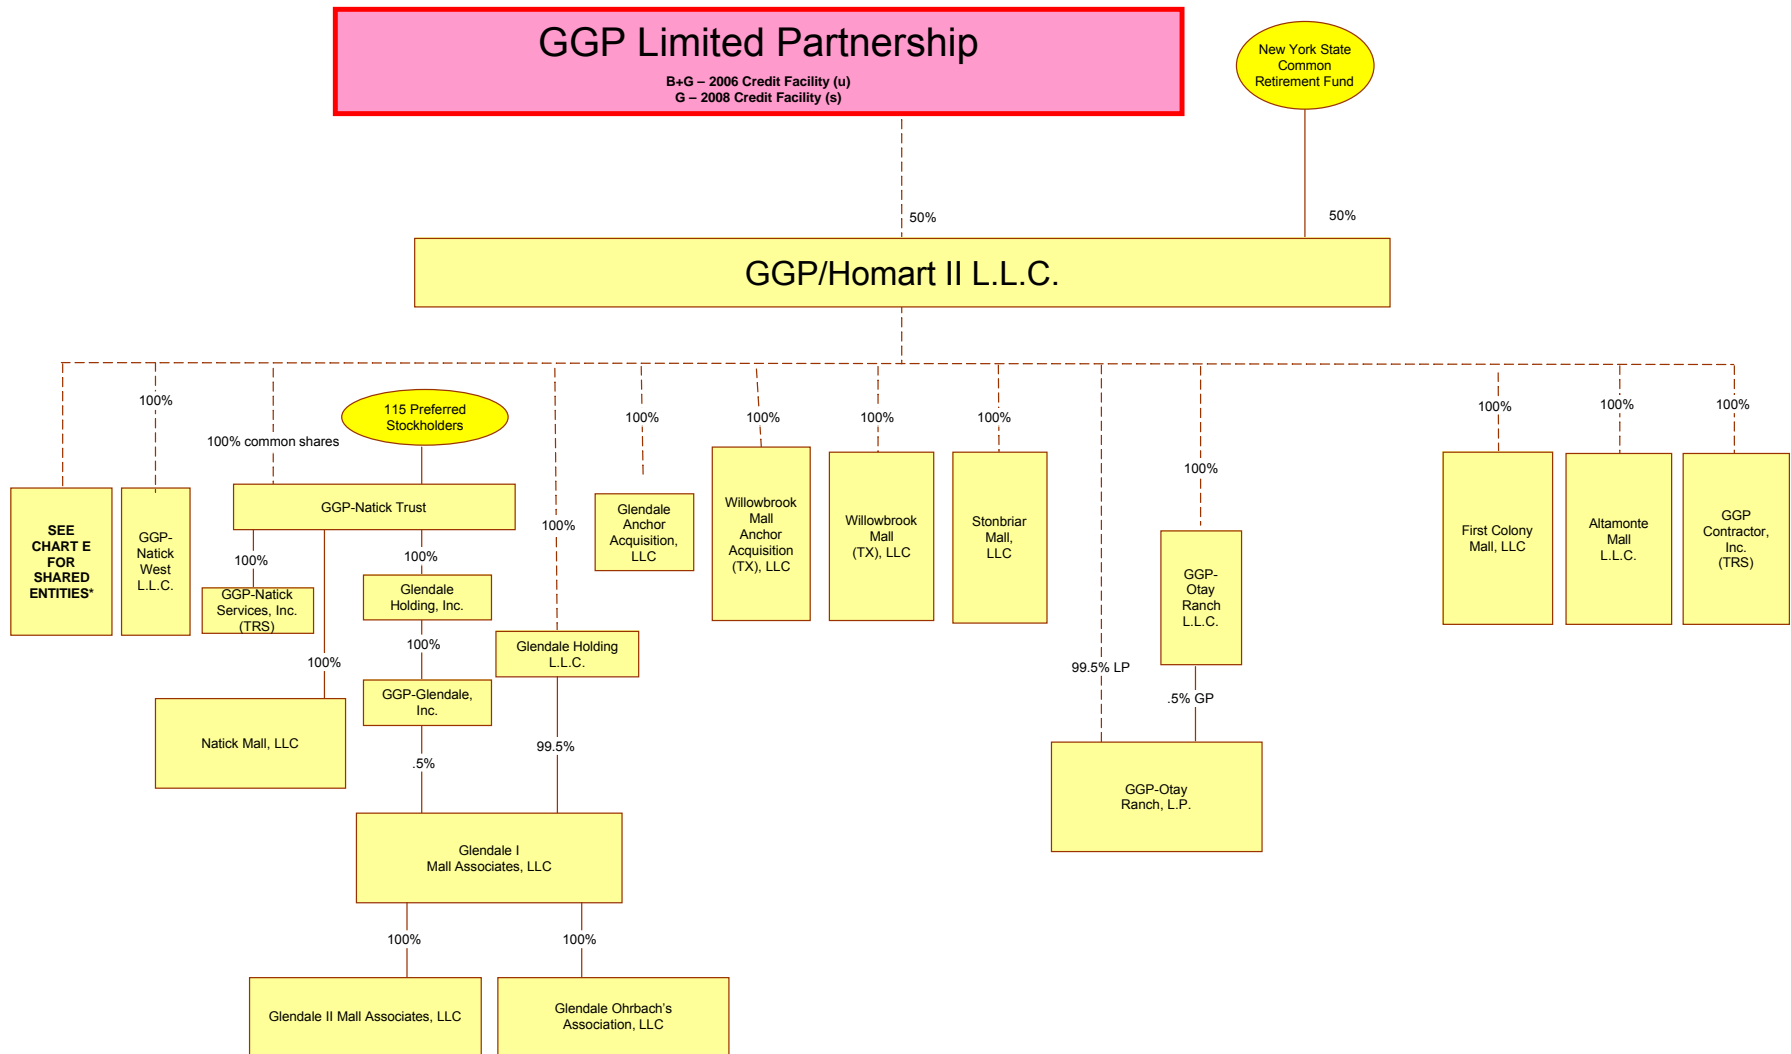 GGP Limited Partnership
B+G – 2006 Credit Facility (u)
G – 2008 Credit Facility (s)
New York State
Common
Retirement Fund
50%
50%
GGP/Homart II L.L.C.
100%
100% common shares
115 Preferred
Stockholders
100%
100%
100%
100%
100%
100%
100%
100%
100%
SEE
CHART E
FOR
SHARED
ENTITIES*
GGP-
Natick
West
L.L.C.
GGP-Natick Trust
Glendale
Anchor
Acquisition,
LLC
Willowbrook
Mall
Anchor
Acquisition
(TX), LLC
Willowbrook
Mall
(TX), LLC
Stonbriar
Mall,
LLC
GGP-
Otay
Ranch
L.L.C.
First Colony
Mall, LLC
Altamonte
Mall
L.L.C.
GGP
Contractor,
Inc.
(TRS)
100%
100%
GGP-Natick
Services, Inc.
(TRS)
Glendale
Holding, Inc.
100%
100%
Glendale Holding
L.L.C.
99.5% LP
.5% GP
GGP-Glendale,
Inc.
Natick Mall, LLC
.5%
99.5%
GGP-Otay
Ranch, L.P.
Glendale I
Mall Associates, LLC
100%
100%
Glendale II Mall Associates, LLC
Glendale Ohrbach's
Association, LLC